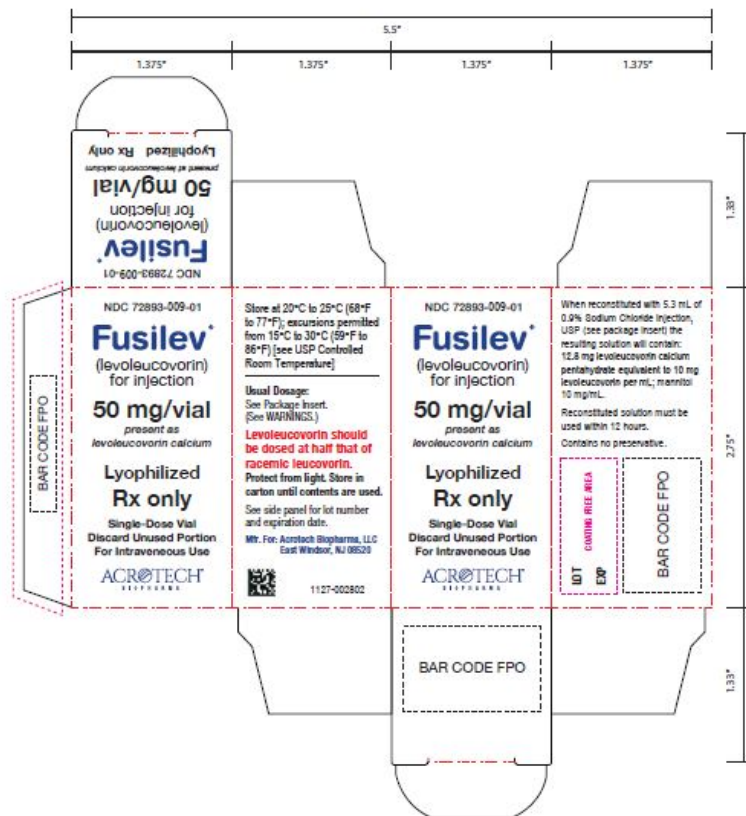 5.5"
1.375"
1.375"
1.375"
1.375"
1.33"
2.75"
1.33"
Lyophilized Rx only
present at levoleucovorin calcium
50 mg/vial
for injection
(levoleucovorin)
Fusilev
NDC 72893-009-01
BAR CODE FPO
NDC 72893-009-01
Fusilev
(levoleucovorin)
for injection
50 mg/vial
present as
levoleucovorin calcium
Lyophilized
Rx only
Single-Dose Vial
Discard Unused Portion
For Intraveneous Use
ACROTECH
BIOPHARMA
Store at 20°C to 25°C (68°F
to 77°F); excursions permitted
from 15°C to 30°C (59°F to
86°F) [see USP Controlled
Room Temperature]
Usual Dosage:
See Package Insert.
(See WARNINGS.)
Levoleucovorin should
be dosed at half that of
racemic leucovorin.
Protect from light. Store in
carton until contents are used.
See side panel for lot number
and expiration date.
Mfr. For: Acrotech Biopharma, LLC
East Windsor, NJ 08520
1127-002802
NDC 72893-009-01
Fusilev
(levoleucovorin)
for injection
50 mg/vial
present as
levoleucovorin calcium
Lyophilized
Rx only
Single-Dose Vial
Discard Unused Portion
For Intraveneous Use
ACROTECH
BIOPHARMA
When reconstituted with 5.3 mL of
0.9% Sodium Chloride Injection,
USP (see package insert) the
resulting solution will contain:
12.8 mg levoleucovorin calcium
pentahydrate equivalent to 10 mg
levoleucovorin per mL; mannitol
10 mg/mL.
Reconstituted solution must be
used within 12 hours.
Contains no preservative.
COATING FREE AREA
LOT
EXP
BAR CODE FPO
BAR CODE FPO